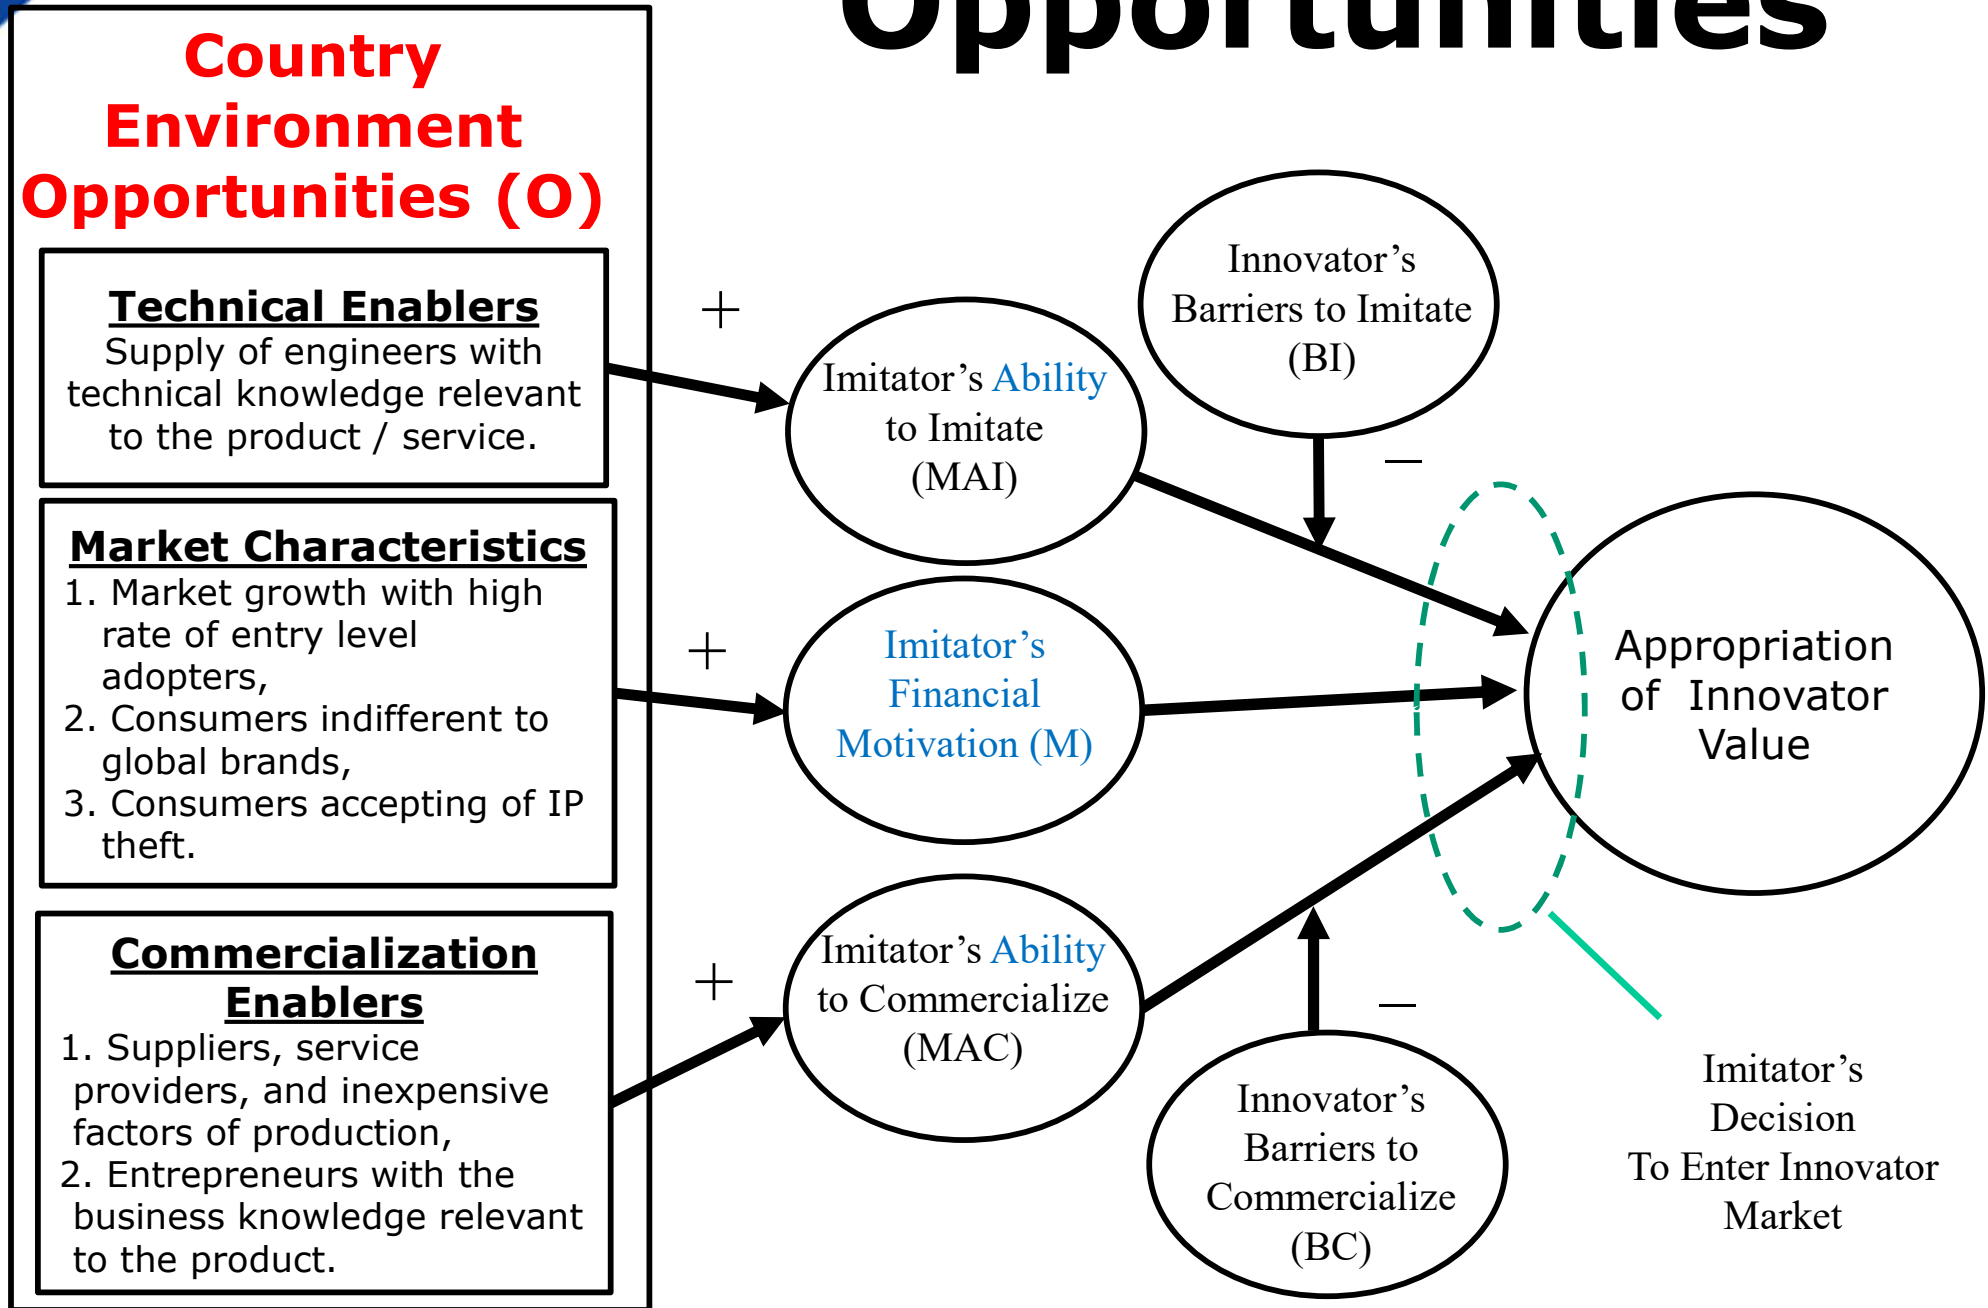 Opportunities
Country
Environment
Opportunities (O)
Technical Enablers
Supply of engineers with
technical knowledge relevant
to the product / service.
Market Characteristics
1. Market growth with high
rate of entry level
adopters,
2. Consumers indifferent to
global brands,
3. Consumers accepting of IP
theft.
Commercialization
Enablers
1. Suppliers, service
providers, and inexpensive
factors of production,
2. Entrepreneurs with the
business knowledge relevant
to the product.
+
+
+
Imitator’s Ability
to Imitate
(MAI)
Imitator’s
Financial
Motivation (M)
Imitator’s Ability
to Commercialize
(MAC)
Innovator’s
Barriers to Imitate
(BI)
–
–
Innovator’s
Barriers to
Commercialize
(BC)
Appropriation
of Innovator
Value
Imitator’s
Decision
To Enter Innovator
Market